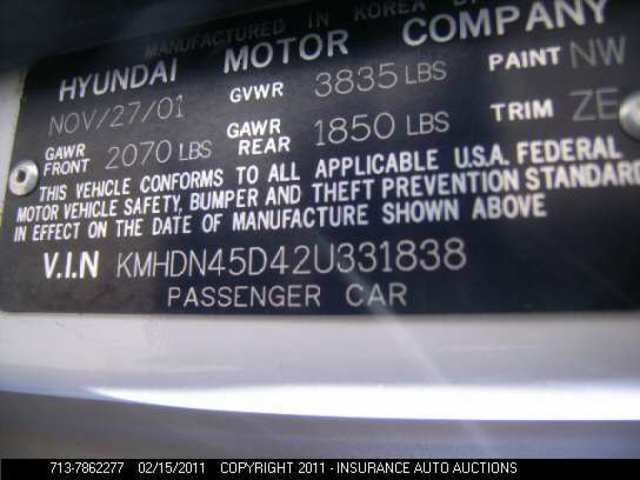 MANUFACTURED IN KOREA BY
HYUNDAI MOTOR COMPANY
NOV/27/01 GVWR 3835 LBS PAINT NW
GAWR FRONT 2070 LBS GAWR REAR 1850 LBS TRIM ZE
THIS VEHICLE CONFORMS TO ALL APPLICABLE U.S.A. FEDERAL
MOTOR VEHICLE SAFETY, BUMPER AND THEFT PREVENTION STANDARD
IN EFFECT ON THE DATE OF MANUFACTURE SHOWN ABOVE
V.I.N KMHDN45D42U331838
PASSENGER CAR
713-7862277 02/15/2011 COPYRIGHT 2011 - INSURANCE AUTO AUCTIONS